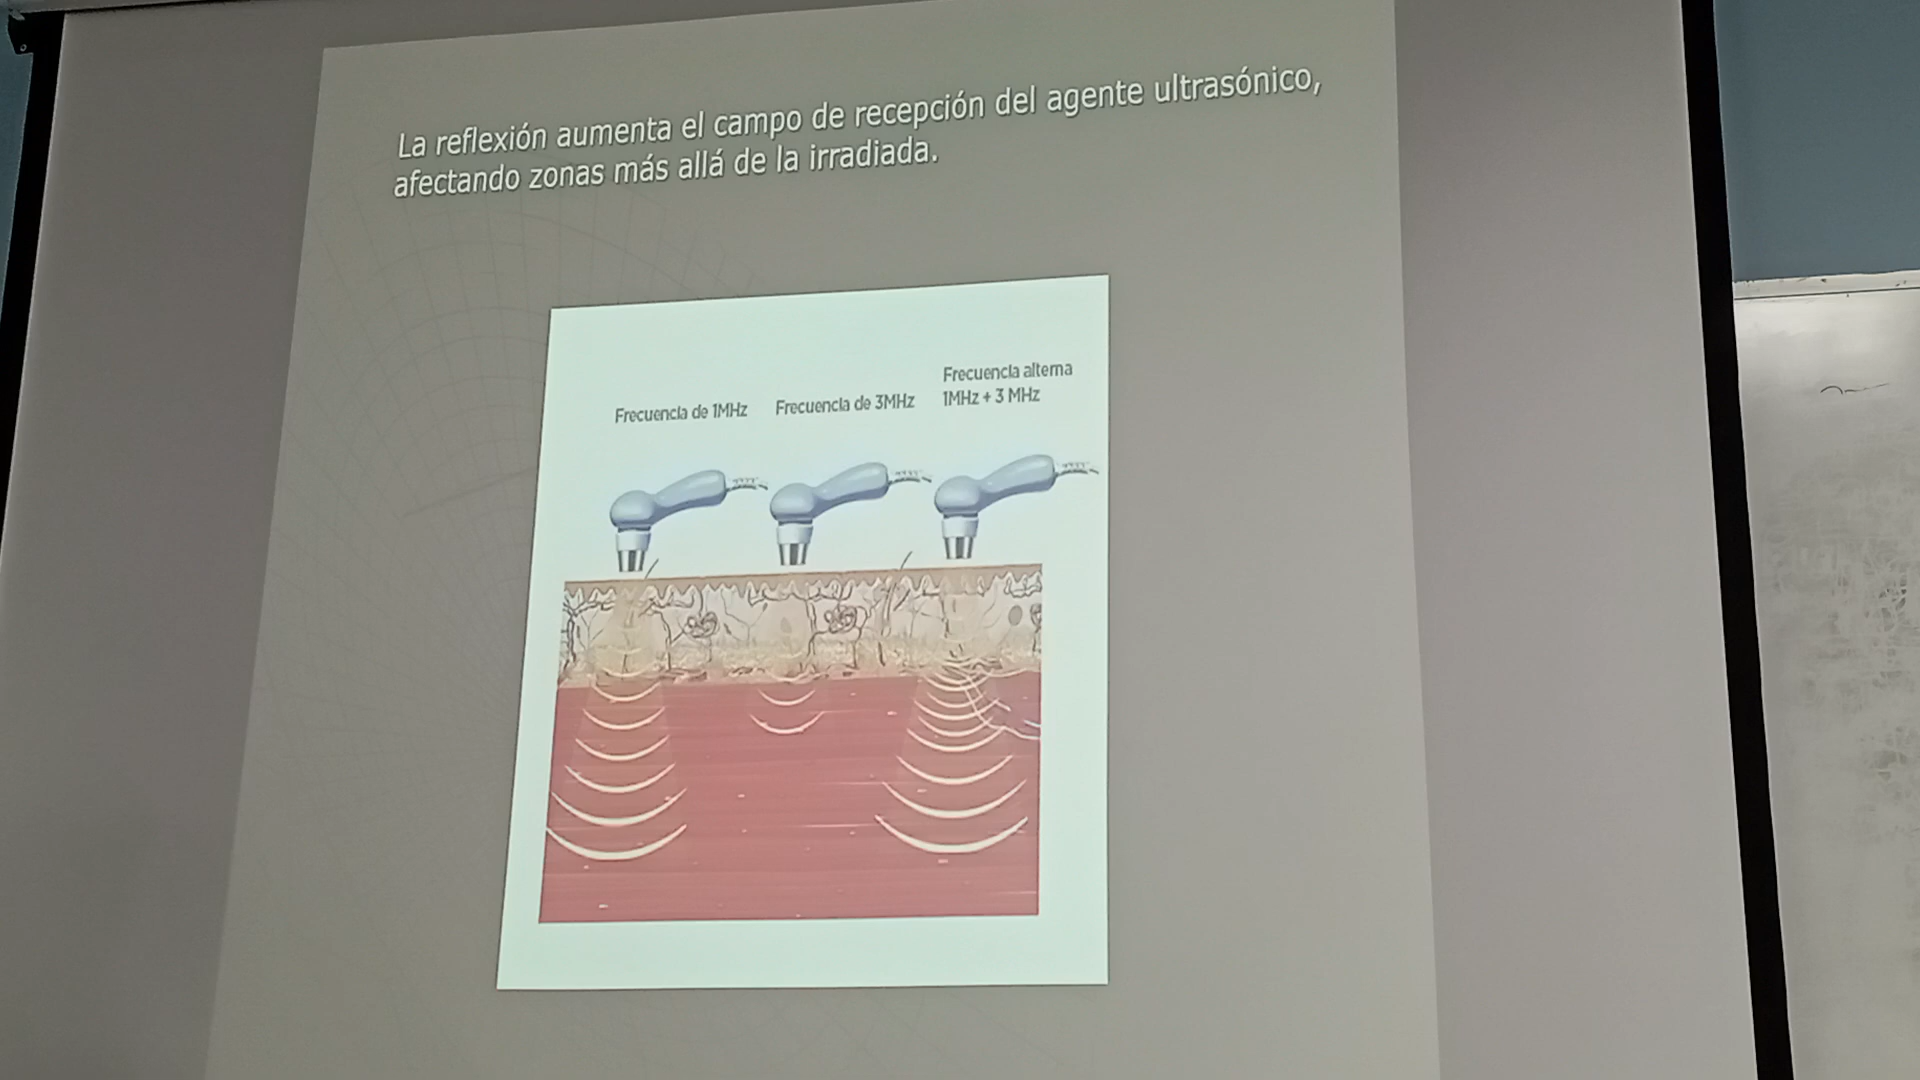 La reflexión aumenta el campo de recepción del agente ultrasónico,
afectando zonas más allá de la irradiada.
Frecuencia de 1MHz
Frecuencia de 3MHz
Frecuencia alterna
1MHz + 3 MHz